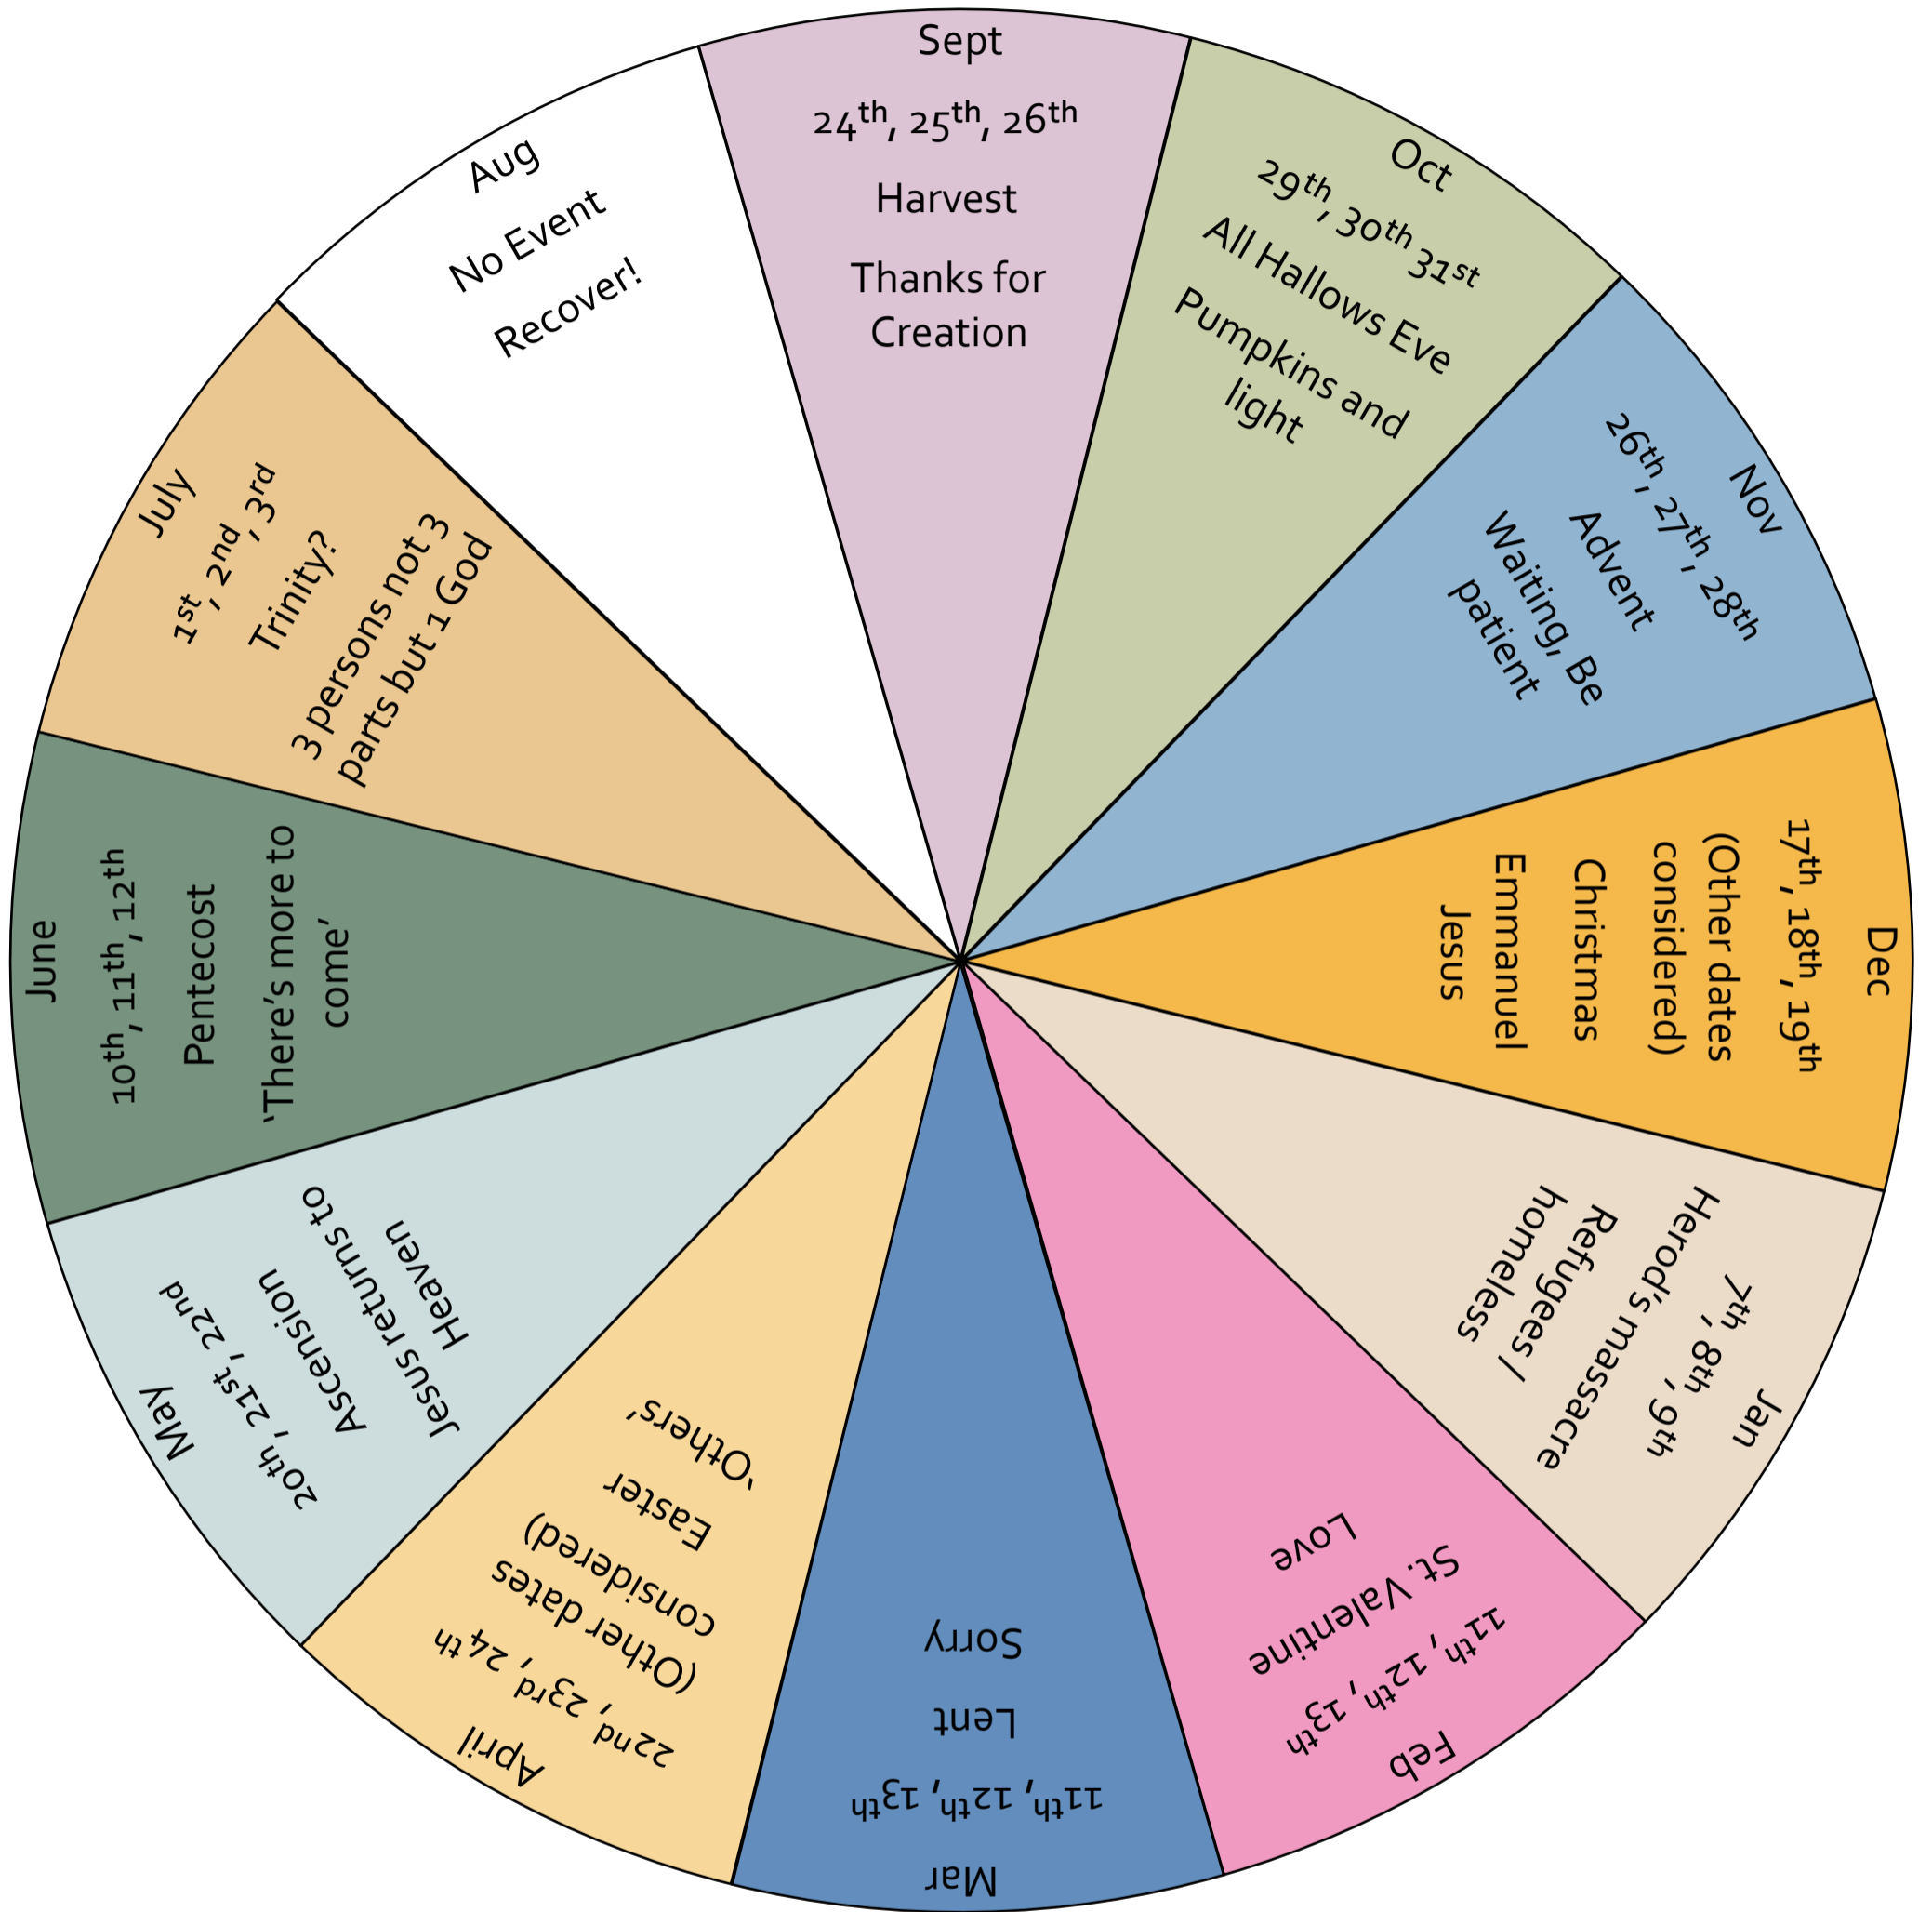 Sept
24th, 25th, 26th
Harvest
Thanks for
Creation
Oct
29th, 30th 31st
All Hallows Eve
Pumpkins and
light
Nov
26th, 27th, 28th
Advent
Waiting, Be
patient
Dec
17th, 18th, 19th
(Other dates
considered)
Christmas
Emmanuel
Jesus
Jan
7th, 8th, 9th
Herod's massacre
Refugees /
homeless
Feb
11th, 12th, 13th
St. Valentine
Love
Mar
11th, 12th, 13th
Lent
Sorry
April
22nd, 23rd, 24th
(Other dates
considered)
Easter
‘Others’
May
20th, 21st, 22nd
Ascension
Jesus returns to
Heaven
June
10th, 11th, 12th
Pentecost
‘There’s more to
come’
July
1st, 2nd, 3rd
Trinity?
3 persons not 3
parts but 1 God
Aug
No Event
Recover!